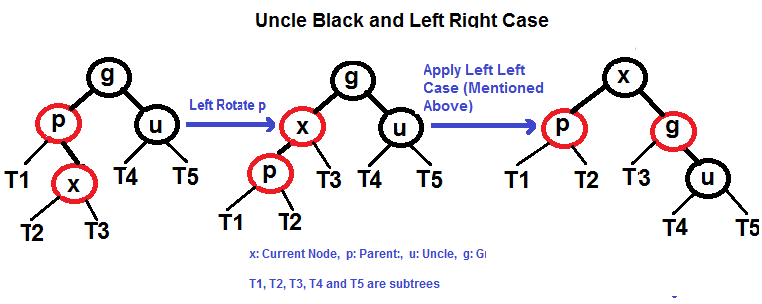 Uncle Black and Left Right Case
g
p
u
T1
x
T4
T5
T2
T3
Left Rotate p
g
x
u
p
T3
T4
T5
T1
T2
Apply Left Left
Case (Mentioned
Above)
x
p
g
T1
T2
T3
u
T4
T5
x: Current Node, p: Parent:, u: Uncle, g: Gr
T1, T2, T3, T4 and T5 are subtrees